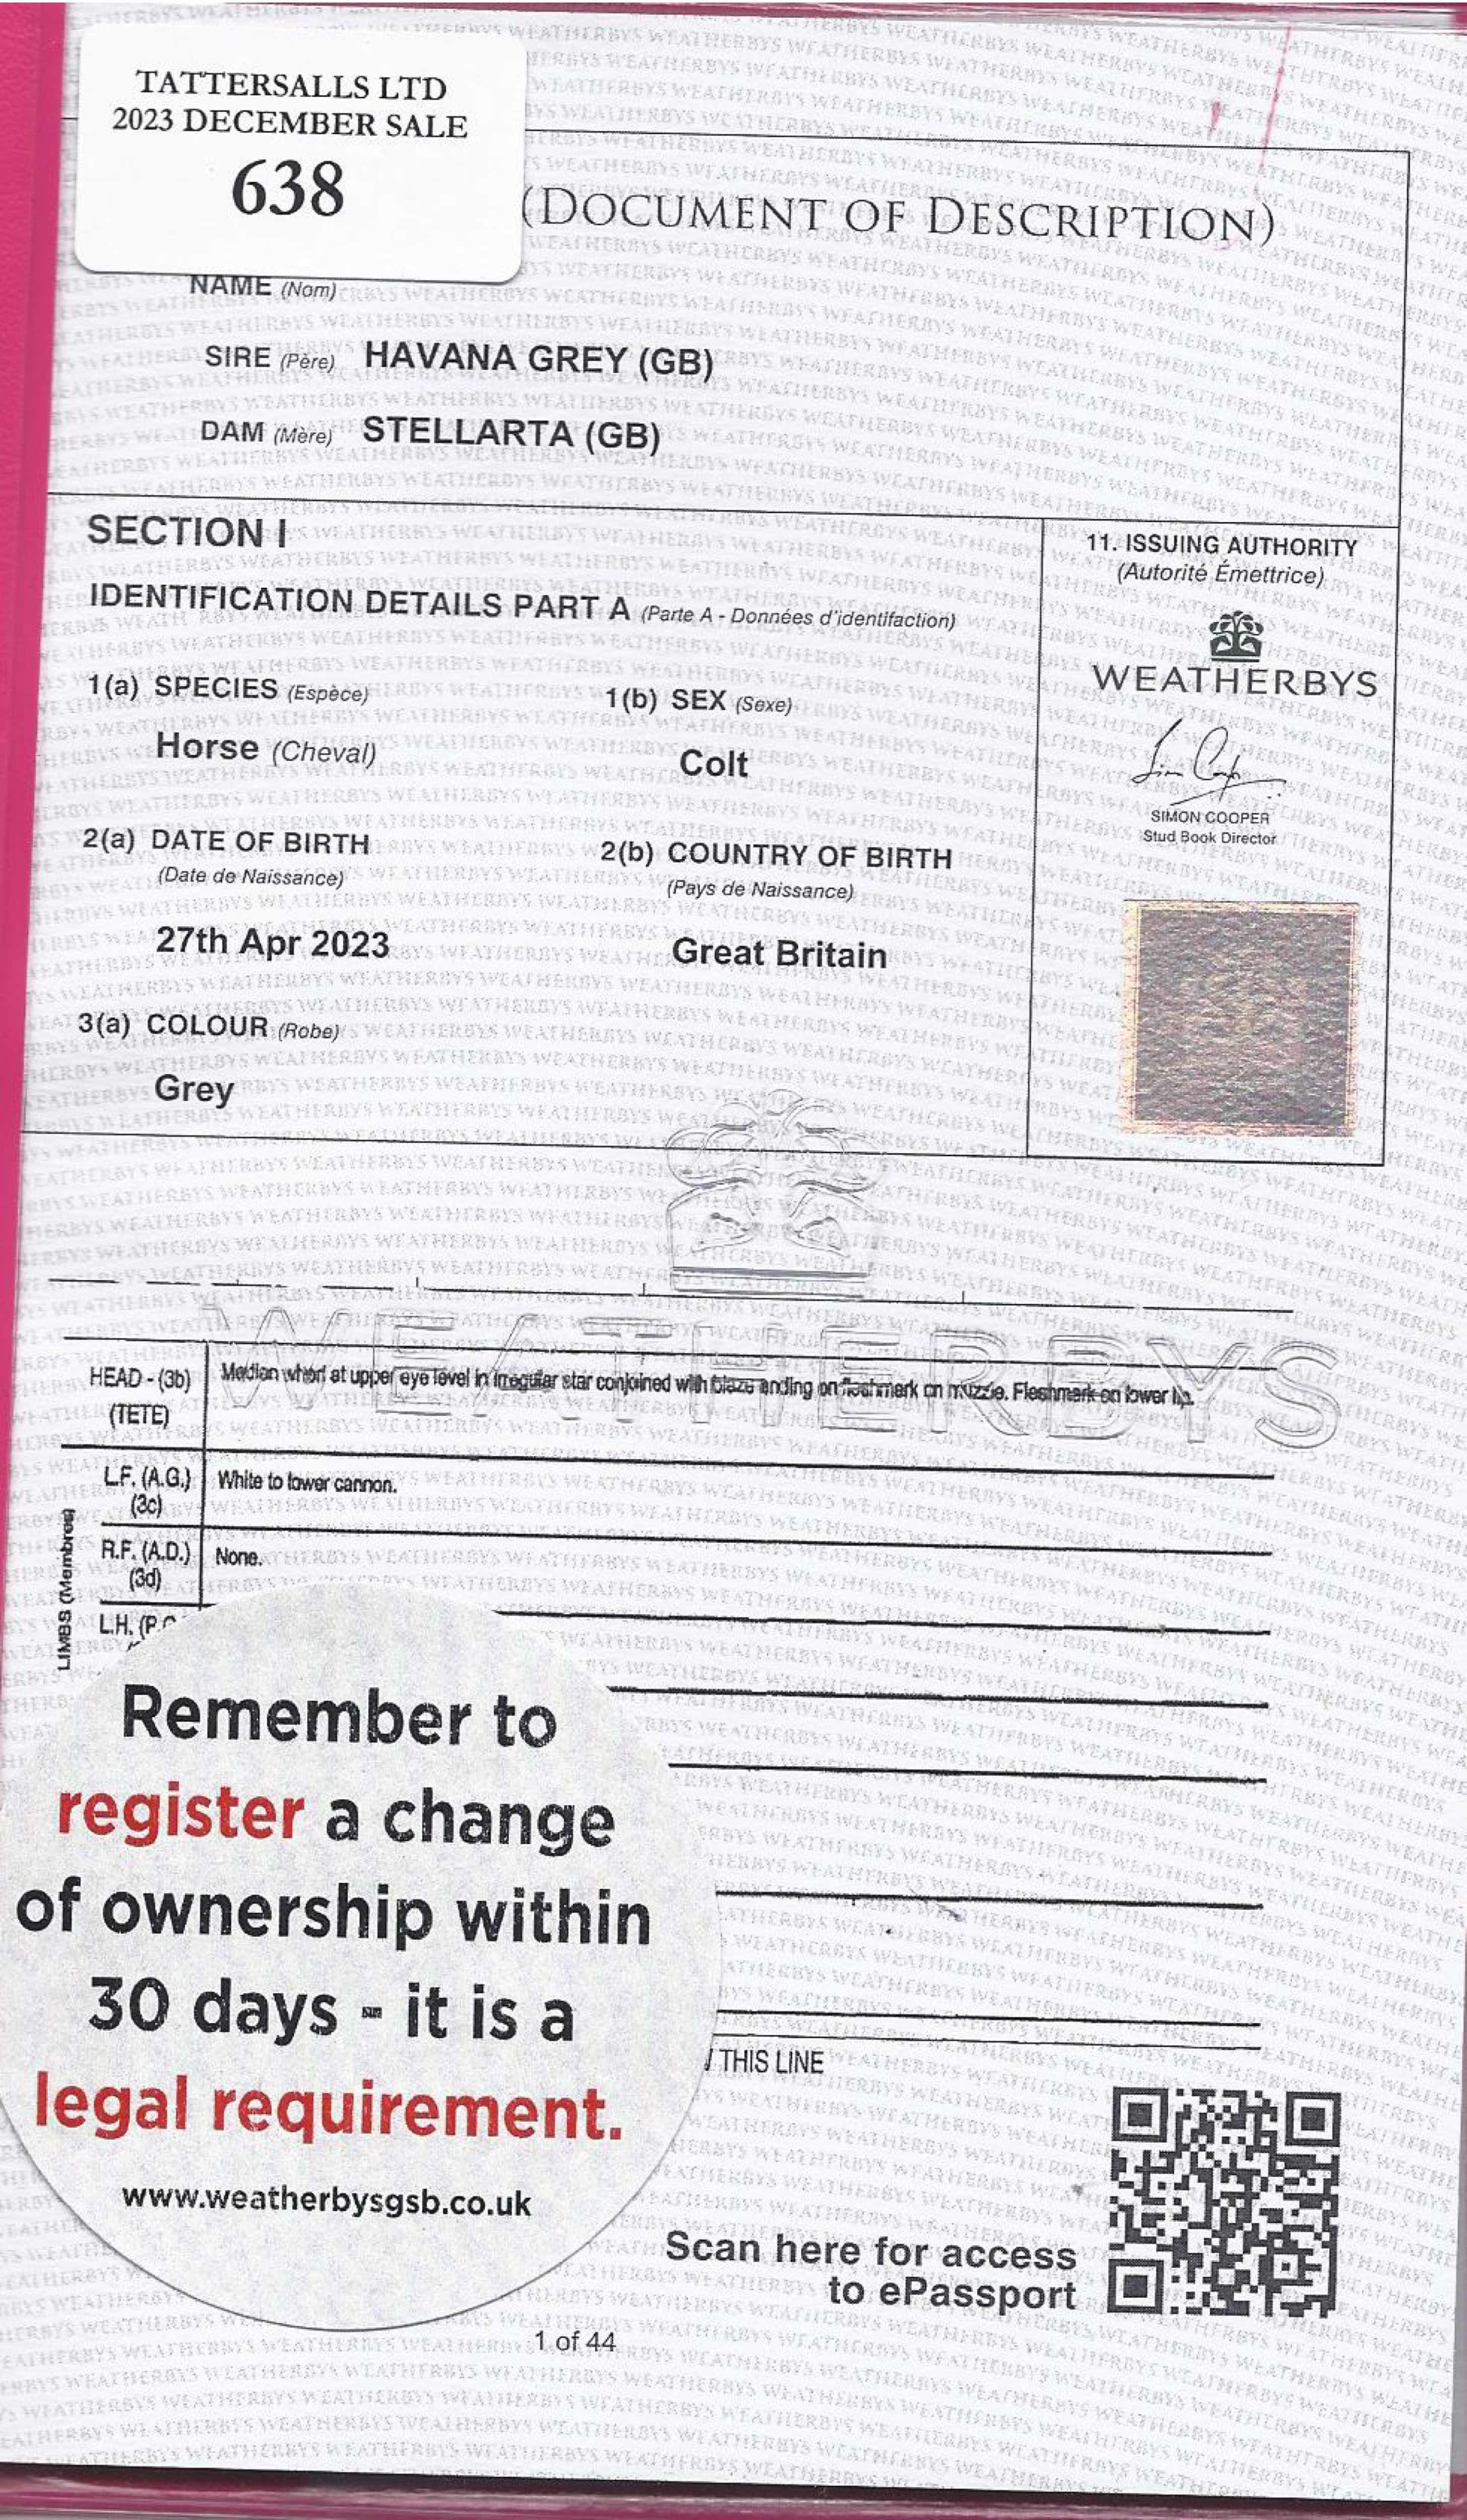 TATTERSALLS LTD
2023 DECEMBER SALE
638
(DOCUMENT OF DESCRIPTION)
NAME (Nom)
SIRE (Père) HAVANA GREY (GB)
DAM (Mère) STELLARTA (GB)
SECTION I
IDENTIFICATION DETAILS PART A (Parte A - Données d'identifaction)
1(a) SPECIES (Espèce)
1(b) SEX (Sexe)
Horse (Cheval)
Colt
2(a) DATE OF BIRTH
(Date de Naissance)
2(b) COUNTRY OF BIRTH
(Pays de Naissance)
27th Apr 2023
Great Britain
3(a) COLOUR (Robe)
Grey
11. ISSUING AUTHORITY
(Autorité Émettrice)
WEATHERBYS
SIMON COOPER
Stud Book Director
WEATHERBYS
HEAD - (3b)
(TETE)
Median whorl at upper eye level in irregular star conjoined with blaze ending on fleshmark on muzzle. Fleshmark on lower lip.
LIMBS (Membres)
L.F. (A.G.)
(3c)
White to lower cannon.
R.F. (A.D.)
(3d)
None.
L.H. (P.G
Remember to
register a change
of ownership within
30 days - it is a
legal requirement.
www.weatherbysgsb.co.uk
THIS LINE
Scan here for access
to ePassport
1 of 44